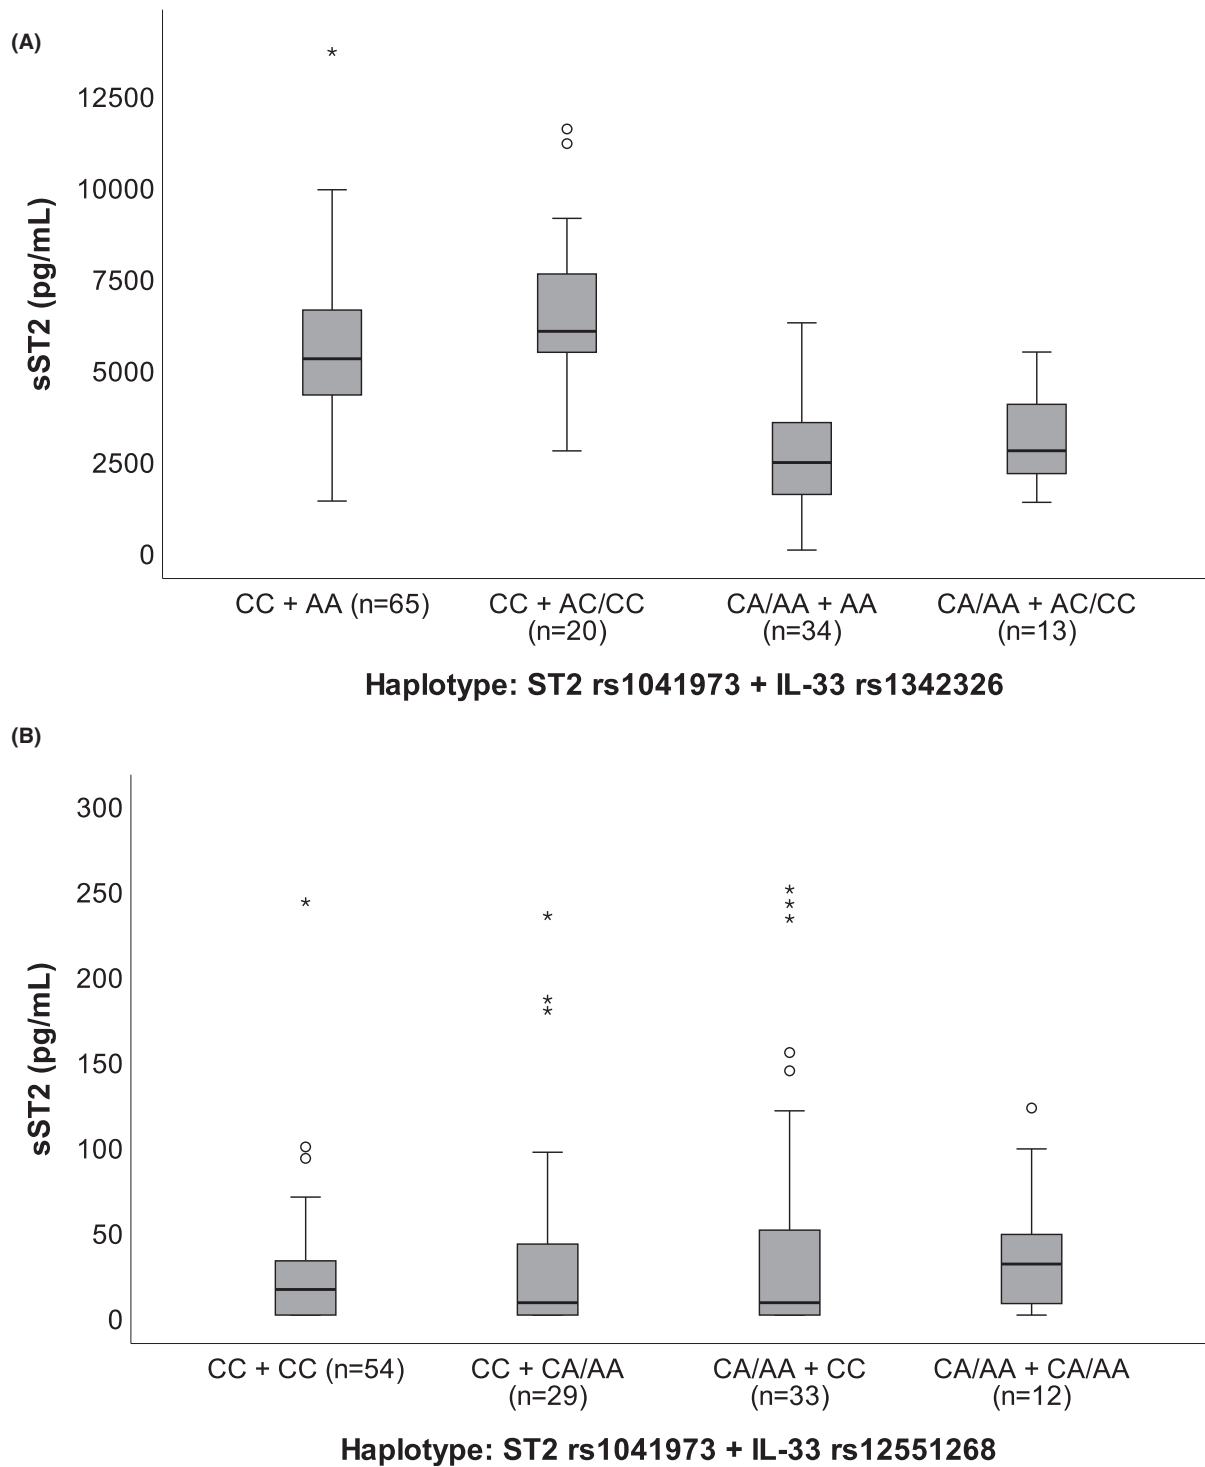 (A)
12500
10000
7500
5000
2500
0
sST2 (pg/mL)
CC + AA (n=65)
CC + AC/CC
(n=20)
CA/AA + AA
(n=34)
CA/AA + AC/CC
(n=13)
Haplotype: ST2 rs1041973 + IL-33 rs1342326
(B)
300
250
200
150
100
50
0
sST2 (pg/mL)
CC + CC (n=54)
CC + CA/AA
(n=29)
CA/AA + CC
(n=33)
CA/AA + CA/AA
(n=12)
Haplotype: ST2 rs1041973 + IL-33 rs12551268